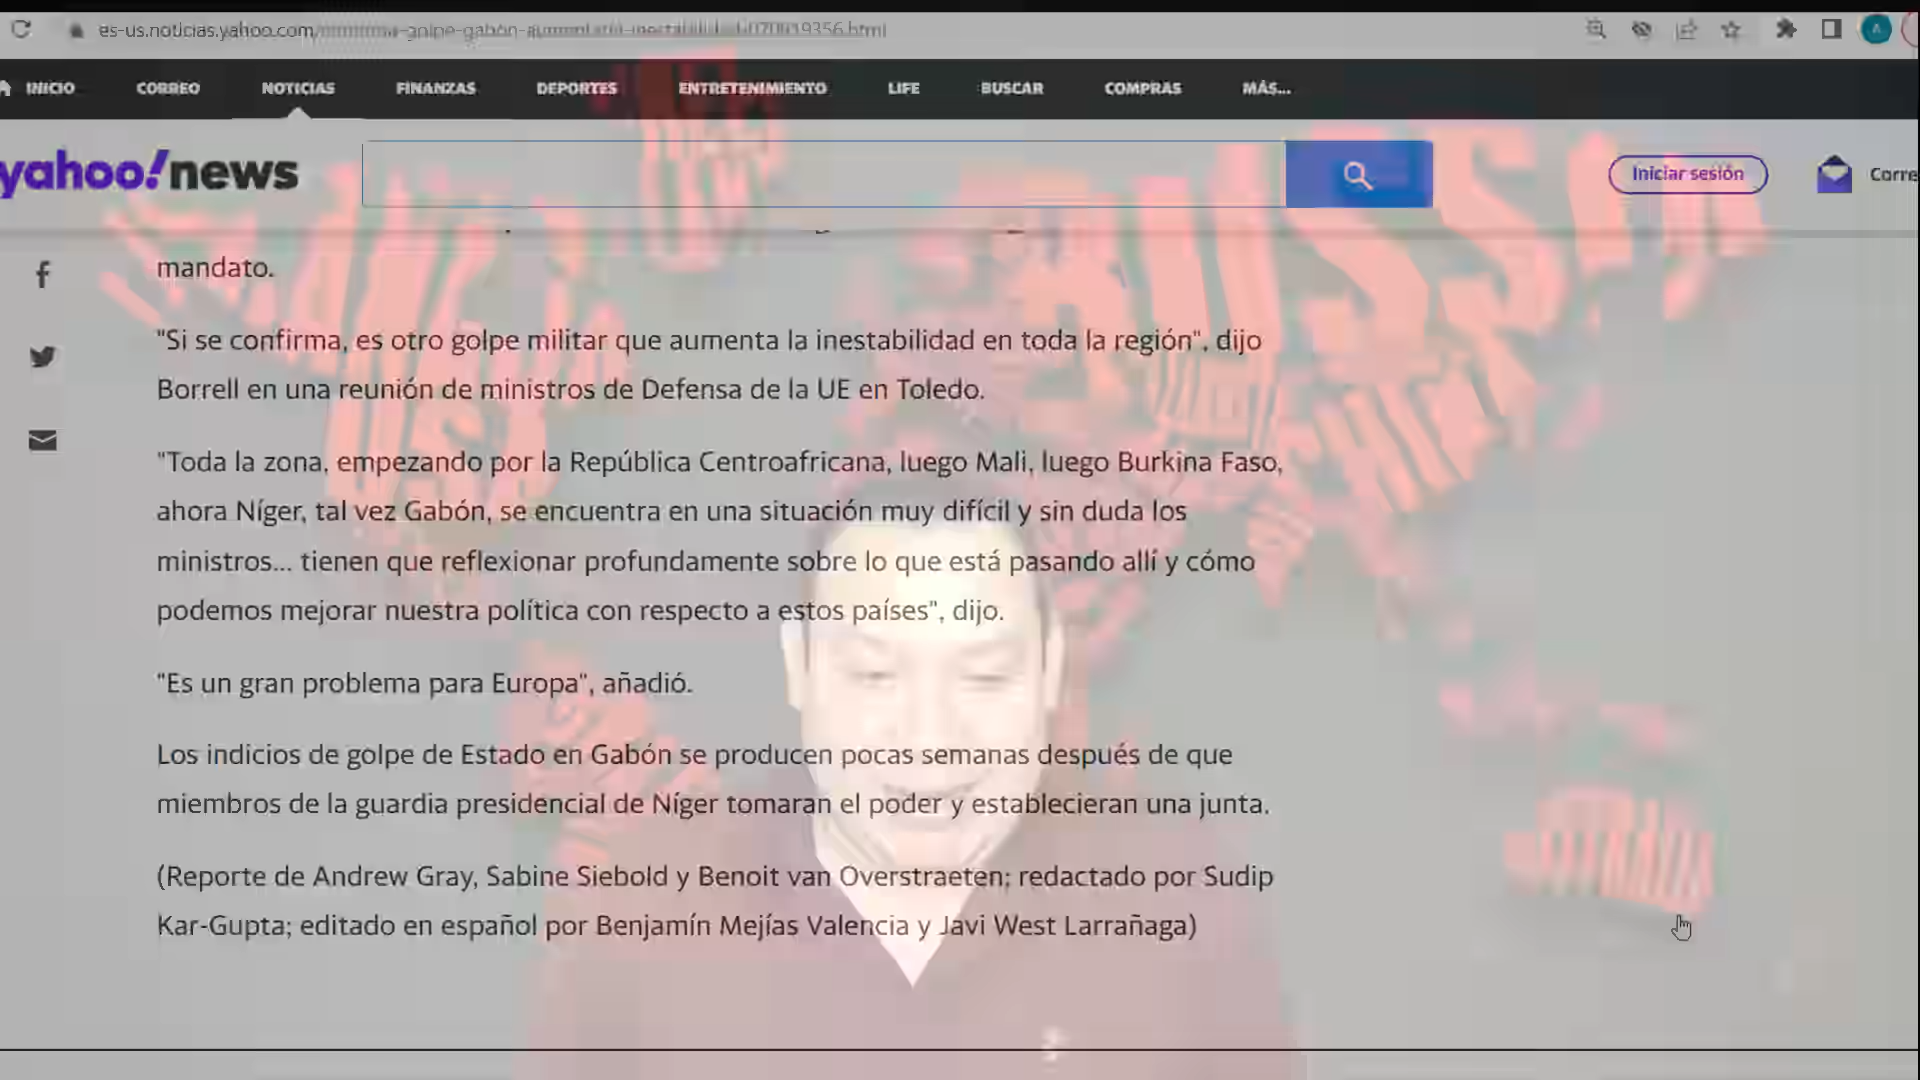 es-us.noticias.yahoo.com/
INICIO CORREO NOTICIAS FINANZAS DEPORTES ENTRETENIMIENTO LIFE BUSCAR COMPRAS MÁS...
yahoo!news
Iniciar sesión
Corre
mandato.
"Si se confirma, es otro golpe militar que aumenta la inestabilidad en toda la región", dijo
Borrell en una reunión de ministros de Defensa de la UE en Toledo.
"Toda la zona, empezando por la República Centroafricana, luego Mali, luego Burkina Faso,
ahora Níger, tal vez Gabón, se encuentra en una situación muy difícil y sin duda los
ministros... tienen que reflexionar profundamente sobre lo que está pasando allí y cómo
podemos mejorar nuestra política con respecto a estos países", dijo.
"Es un gran problema para Europa", añadió.
Los indicios de golpe de Estado en Gabón se producen pocas semanas después de que
miembros de la guardia presidencial de Níger tomaran el poder y establecieran una junta.
(Reporte de Andrew Gray, Sabine Siebold y Benoit van Overstraeten; redactado por Sudip
Kar-Gupta; editado en español por Benjamín Mejías Valencia y Javi West Larrañaga)